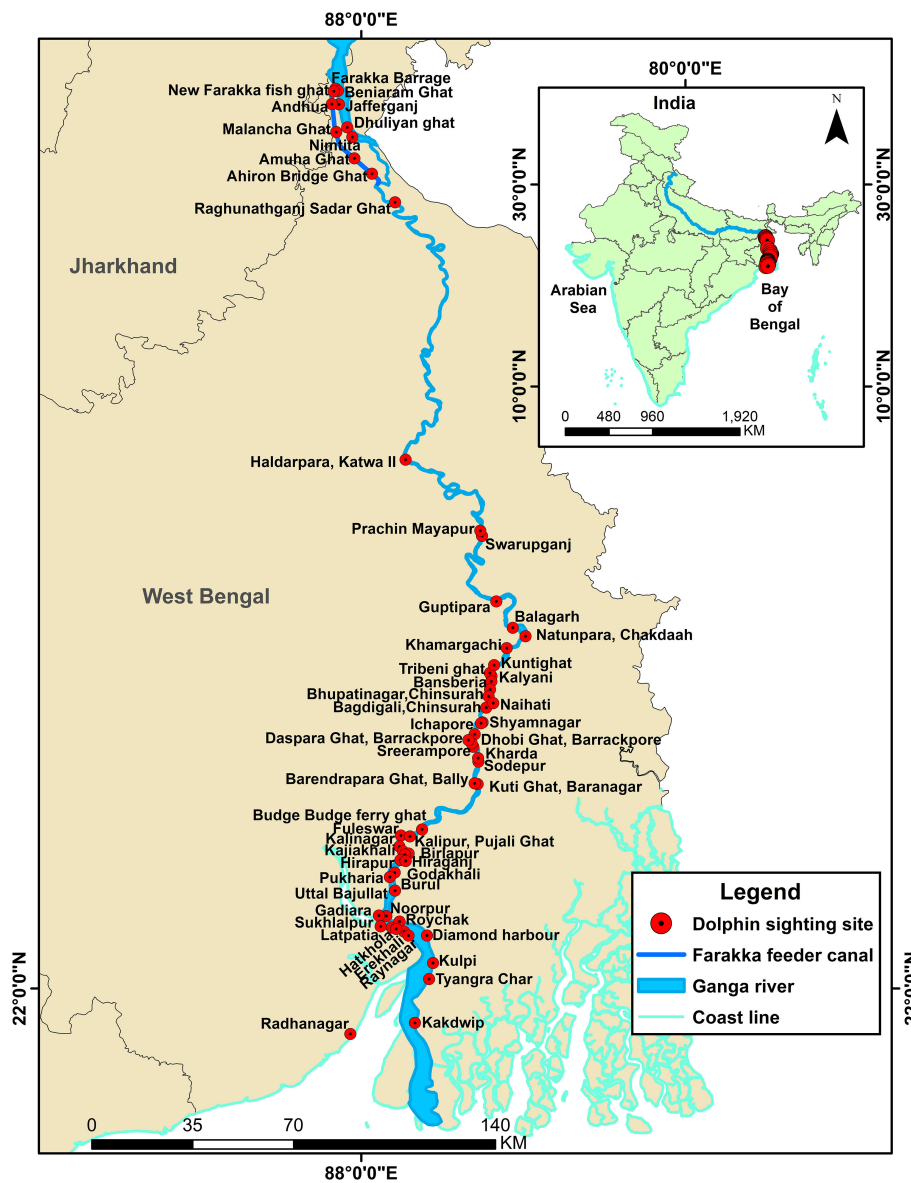 88°0'0"E
Farakka Barrage
New Farakka fish ghat
Beniaram Ghat
Andhua
Jafferganj
Dhuliyan ghat
Malancha Ghat
Nimtita
Amuha Ghat
Ahiron Bridge Ghat
Raghunathganj Sadar Ghat
Jharkhand
Haldarpara, Katwa II
Prachin Mayapur
Swarupganj
West Bengal
Guptipara
Balagarh
Natunpara, Chakdaah
Khamargachi
Kuntighat
Tribeni ghat
Kalyani
Bansberia
Bhupatinagar,Chinsurah
Naihati
Bagdigali,Chinsurah
Ichapore
Shyamnagar
Daspara Ghat, Barrackpore
Dhobi Ghat, Barrackpore
Sreerampore
Kharda
Sodepur
Barendrapara Ghat, Bally
Kuti Ghat, Baranagar
Budge Budge ferry ghat
Fuleswar
Kalinagar
Kalipur, Pujali Ghat
Kajiakhali
Birlapur
Hirapur
Hiraganj
Godakhali
Pukharia
Burul
Uttal Bajullat
Gadiara
Noorpur
Sukhlalpur
Roychak
Latpatia
Hatkhola
Erekhali
Raynagar
Diamond harbour
Kulpi
Tyangra Char
Radhanagar
Kakdwip
22°0'0"N
22°0'0"N
0 35 70 140
KM
88°0'0"E
80°0'0"E
India
N
30°0'0"N
30°0'0"N
Arabian
Sea
Bay
of
Bengal
10°0'0"N
10°0'0"N
0 480 960 1,920
KM
Legend
Dolphin sighting site
Farakka feeder canal
Ganga river
Coast line